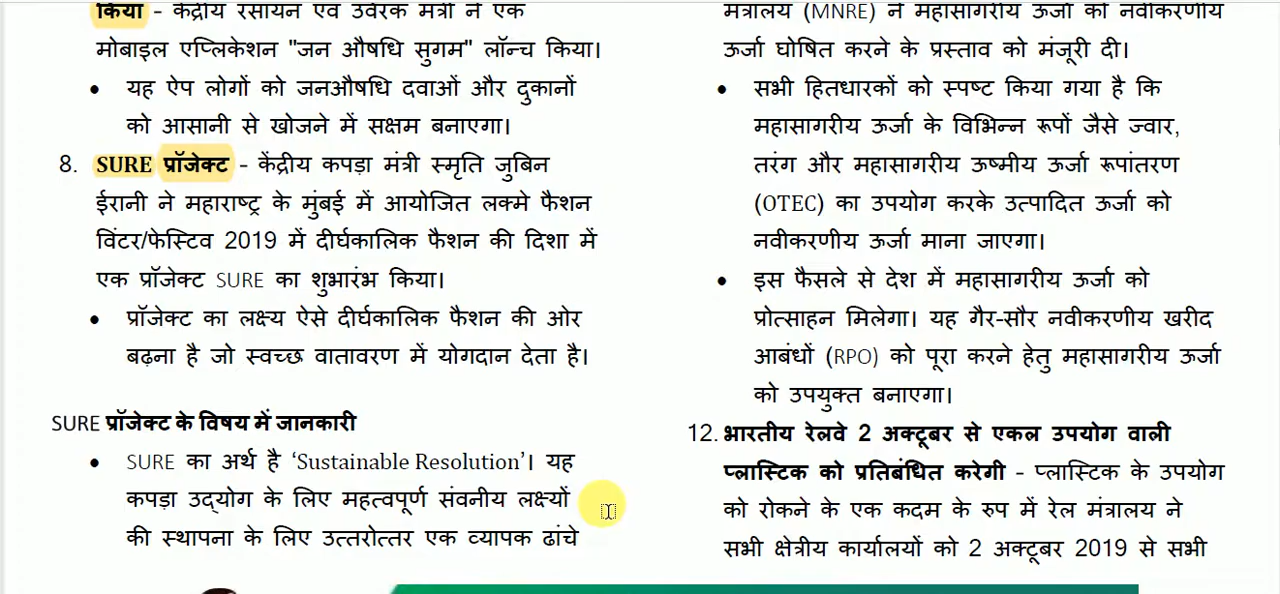 किया – केंद्रीय रसायन एवं उर्वरक मंत्री ने एक
मोबाइल एप्लिकेशन "जन औषधि सुगम" लॉन्च किया।
• यह ऐप लोगों को जनऔषधि दवाओं और दुकानों
को आसानी से खोजने में सक्षम बनाएगा।
8. SURE प्रॉजेक्ट – केंद्रीय कपड़ा मंत्री स्मृति जुबिन
ईरानी ने महाराष्ट्र के मुंबई में आयोजित लक्मे फैशन
विंटर/फेस्टिव 2019 में दीर्घकालिक फैशन की दिशा में
एक प्रॉजेक्ट SURE का शुभारंभ किया।
• प्रॉजेक्ट का लक्ष्य ऐसे दीर्घकालिक फैशन की ओर
बढ़ना है जो स्वच्छ वातावरण में योगदान देता है।
SURE प्रॉजेक्ट के विषय में जानकारी
• SURE का अर्थ है ‘Sustainable Resolution’। यह
कपड़ा उद्योग के लिए महत्वपूर्ण संवनीय लक्ष्यों
की स्थापना के लिए उत्तरोत्तर एक व्यापक ढांचे
मंत्रालय (MNRE) ने महासागरीय ऊर्जा को नवीकरणीय
ऊर्जा घोषित करने के प्रस्ताव को मंजूरी दी।
• सभी हितधारकों को स्पष्ट किया गया है कि
महासागरीय ऊर्जा के विभिन्न रूपों जैसे ज्वार,
तरंग और महासागरीय ऊष्मीय ऊर्जा रूपांतरण
(OTEC) का उपयोग करके उत्पादित ऊर्जा को
नवीकरणीय ऊर्जा माना जाएगा।
• इस फैसले से देश में महासागरीय ऊर्जा को
प्रोत्साहन मिलेगा। यह गैर-सौर नवीकरणीय खरीद
आबंधों (RPO) को पूरा करने हेतु महासागरीय ऊर्जा
को उपयुक्त बनाएगा।
12. भारतीय रेलवे 2 अक्टूबर से एकल उपयोग वाली
प्लास्टिक को प्रतिबंधित करेगी – प्लास्टिक के उपयोग
को रोकने के एक कदम के रुप में रेल मंत्रालय ने
सभी क्षेत्रीय कार्यालयों को 2 अक्टूबर 2019 से सभी